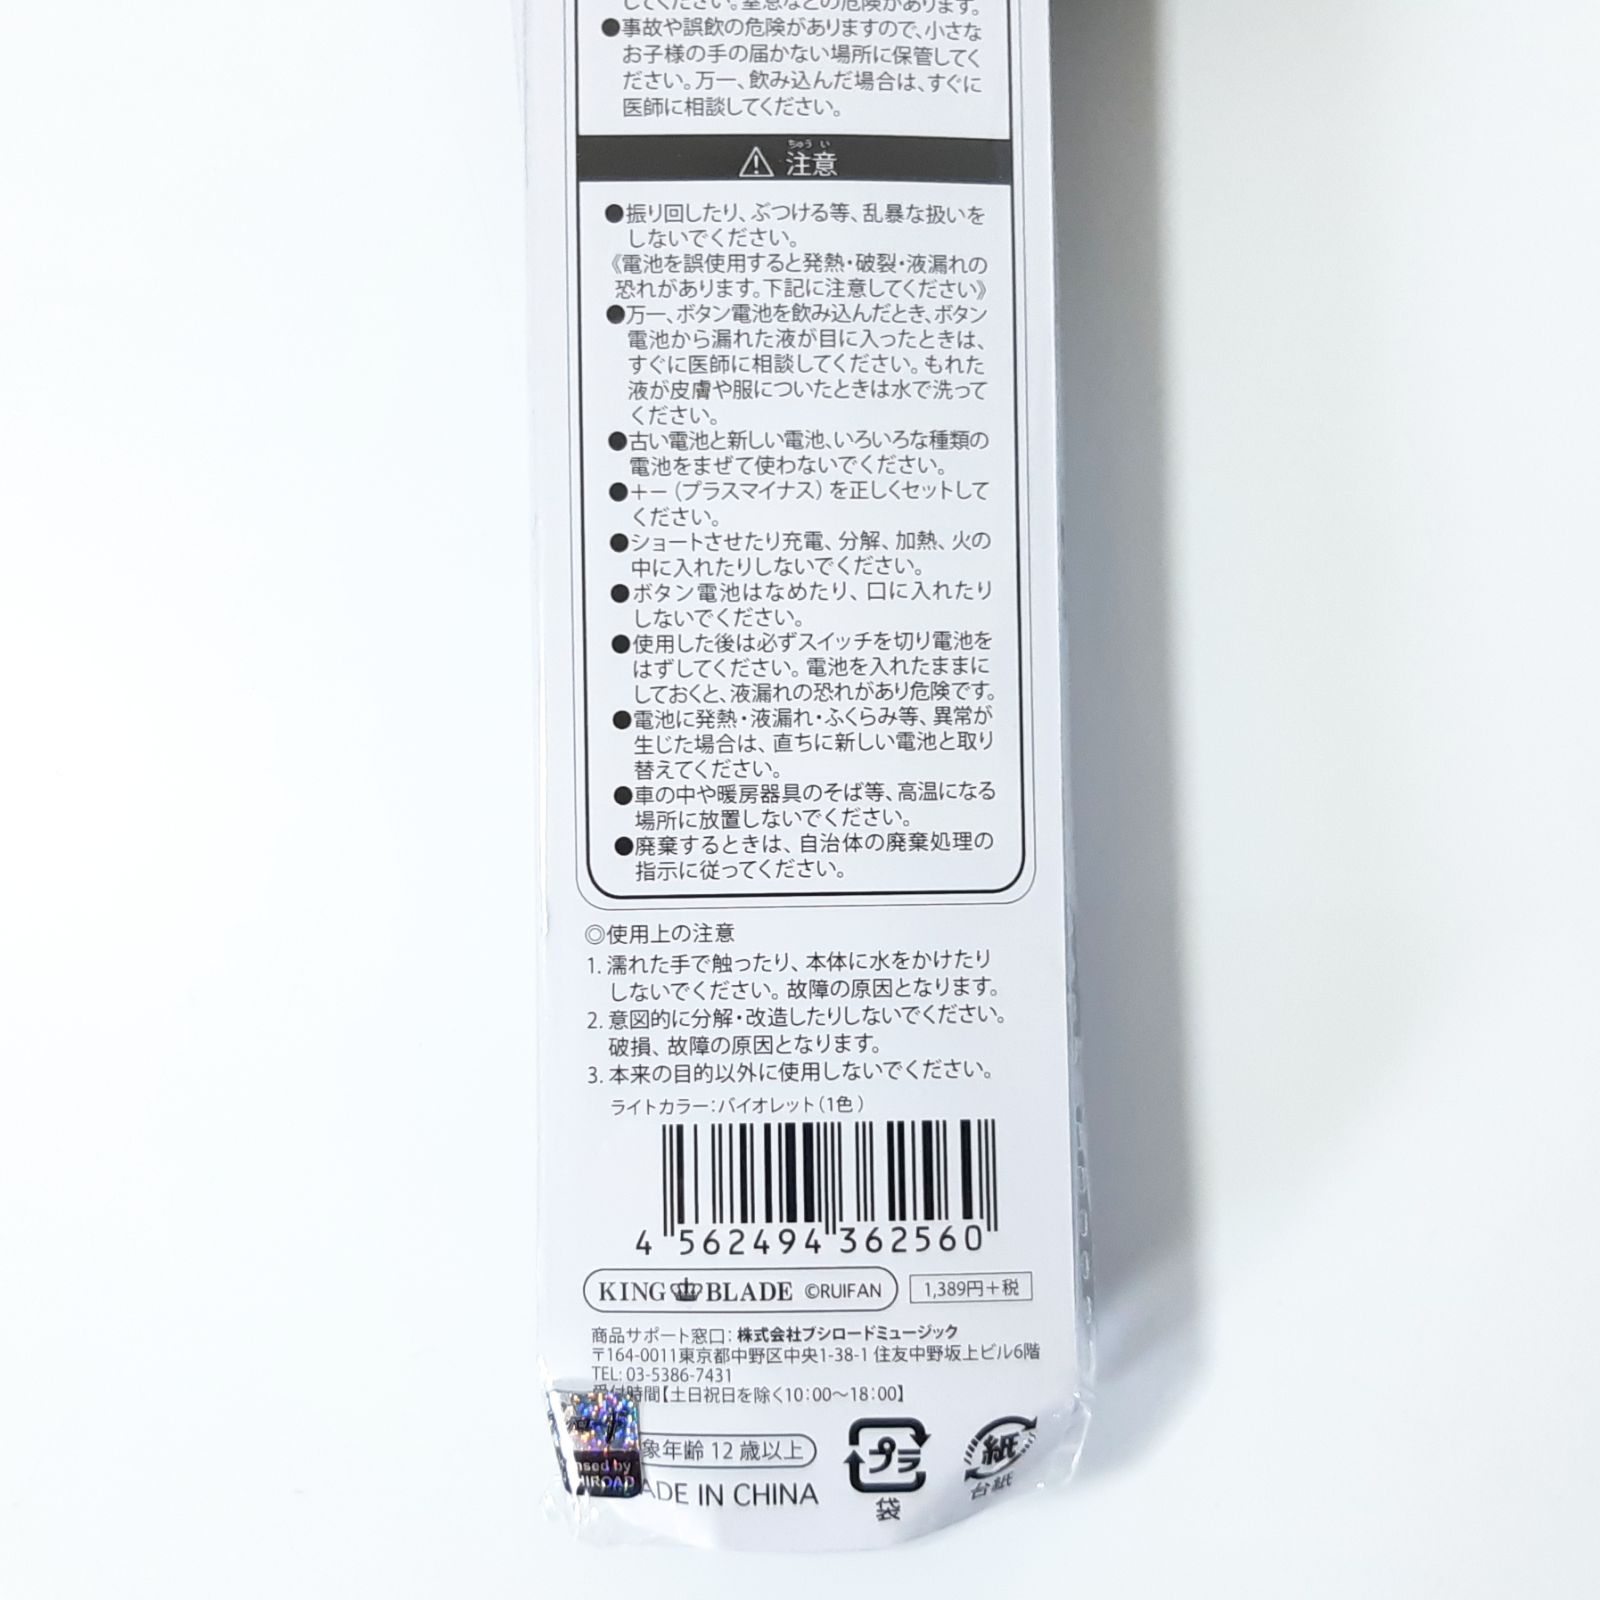 してください。窒息などの危険があります。
●事故や誤飲の危険がありますので、小さな
お子様の手の届かない場所に保管してく
ださい。万一、飲み込んだ場合は、すぐに
医師に相談してください。
ちゅうい
注意
●振り回したり、ぶつける等、乱暴な扱いを
しないでください。
《電池を誤使用すると発熱・破裂・液漏れの
恐れがあります。下記に注意してください》
●万一、ボタン電池を飲み込んだとき、ボタン
電池から漏れた液が目に入ったときは、
すぐに医師に相談してください。もれた
液が皮膚や服についたときは水で洗って
ください。
●古い電池と新しい電池、いろいろな種類の
電池をまぜて使わないでください。
●+−（プラスマイナス）を正しくセットして
ください。
●ショートさせたり充電、分解、加熱、火の
中に入れたりしないでください。
●ボタン電池はなめたり、口に入れたり
しないでください。
●使用した後は必ずスイッチを切り電池を
はずしてください。電池を入れたままに
しておくと、液漏れの恐れがあり危険です。
●電池に発熱・液漏れ・ふくらみ等、異常が
生じた場合は、直ちに新しい電池と取り
替えてください。
●車の中や暖房器具のそば等、高温になる
場所に放置しないでください。
●廃棄するときは、自治体の廃棄処理の
指示に従ってください。
◎使用上の注意
1. 濡れた手で触ったり、本体に水をかけたり
しないでください。故障の原因となります。
2. 意図的に分解・改造したりしないでください。
破損、故障の原因となります。
3. 本来の目的以外に使用しないでください。
ライトカラー：バイオレット（1色）
4 562494 362560
KING BLADE ©RUIFAN 1,389円＋税
商品サポート窓口：株式会社ブシロードミュージック
〒164-0011東京都中野区中央1-38-1 住友中野坂上ビル6階
TEL: 03-5386-7431
受付時間【土日祝日を除く10：00〜18：00】
象年齢 12 歳以上
nsed by
HIROAD
ADE IN CHINA
プラ
袋
紙
台紙